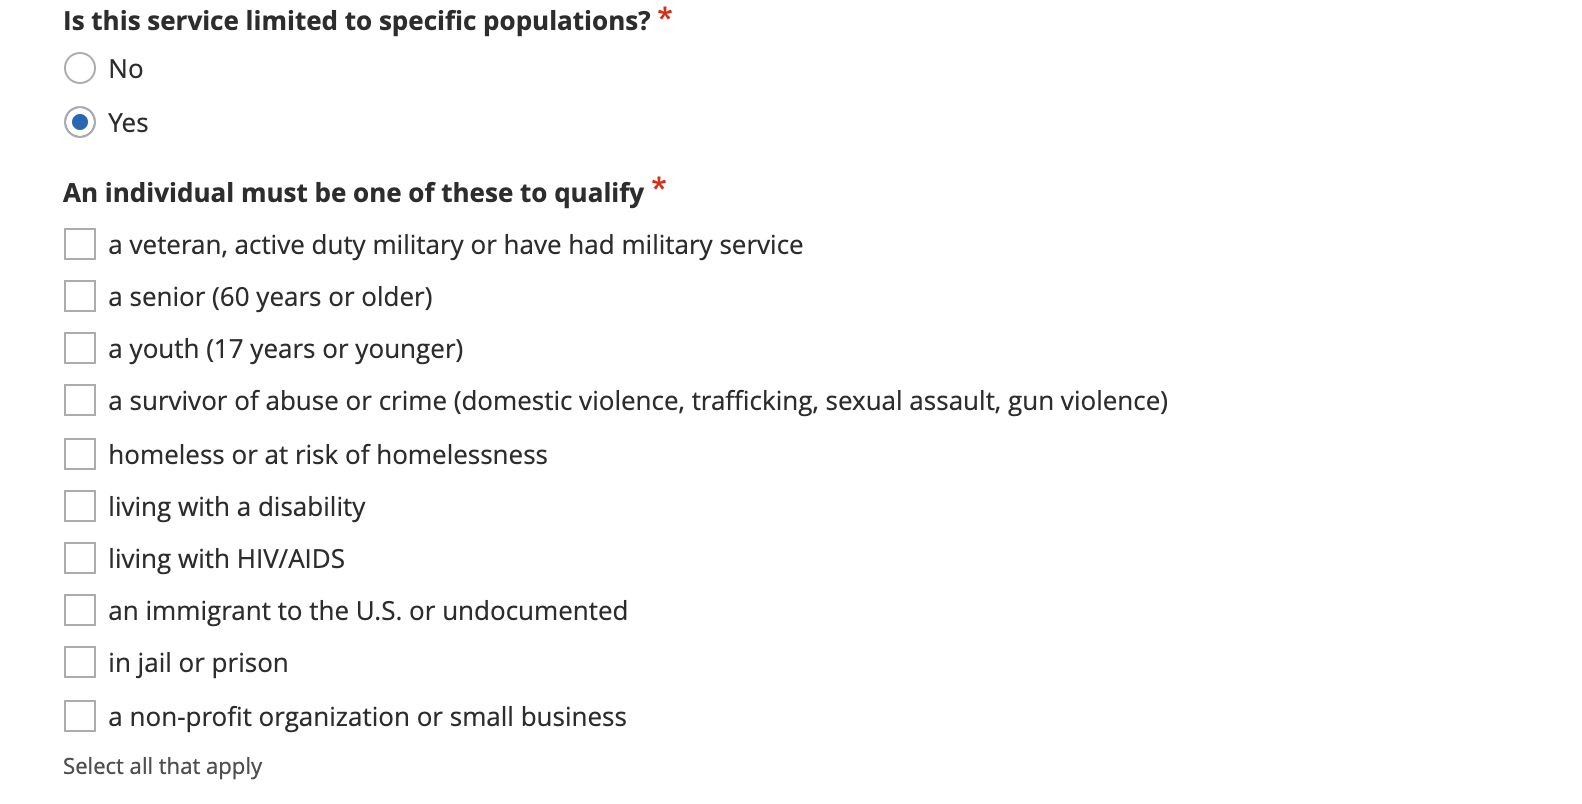 Is this service limited to specific populations? *
No
Yes
An individual must be one of these to qualify *
a veteran, active duty military or have had military service
a senior (60 years or older)
a youth (17 years or younger)
a survivor of abuse or crime (domestic violence, trafficking, sexual assault, gun violence)
homeless or at risk of homelessness
living with a disability
living with HIV/AIDS
an immigrant to the U.S. or undocumented
in jail or prison
a non-profit organization or small business
Select all that apply